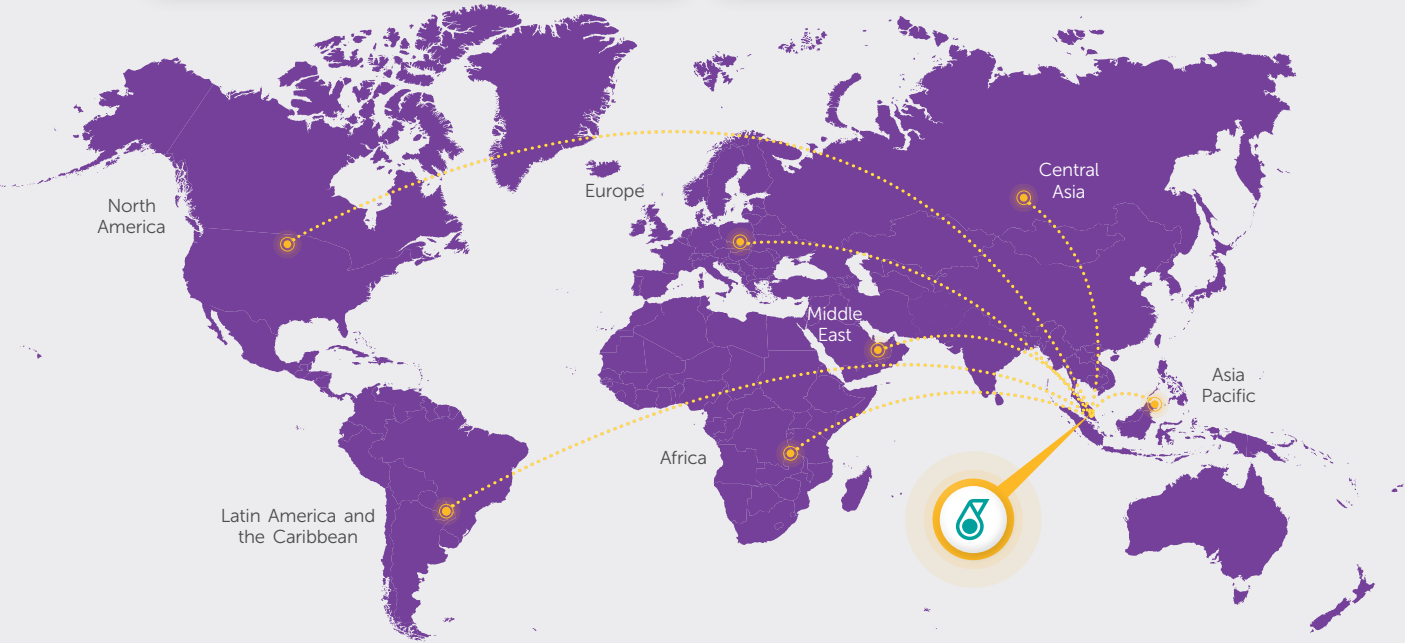 North
America
Europe
Central
Asia
Middle
East
Asia
Pacific
Africa
Latin America and
the Caribbean